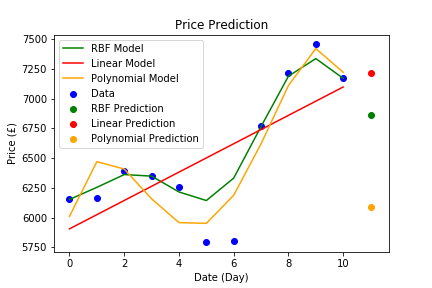 Price Prediction
7500
7250
7000
6750
6500
6250
6000
5750
Price (£)
RBF Model
Linear Model
Polynomial Model
Data
RBF Prediction
Linear Prediction
Polynomial Prediction
0 2 4 6 8 10
Date (Day)